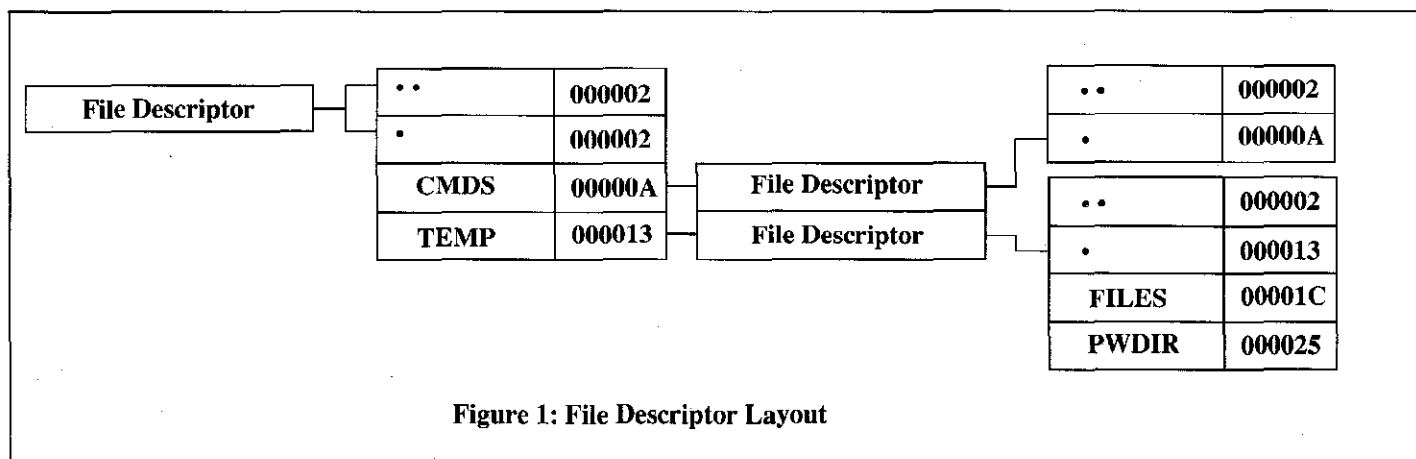 File Descriptor
•• 000002
• 000002
CMDS 00000A
TEMP 000013
File Descriptor
File Descriptor
•• 000002
• 00000A
•• 000002
• 000013
FILES 00001C
PWDIR 000025
Figure 1: File Descriptor Layout